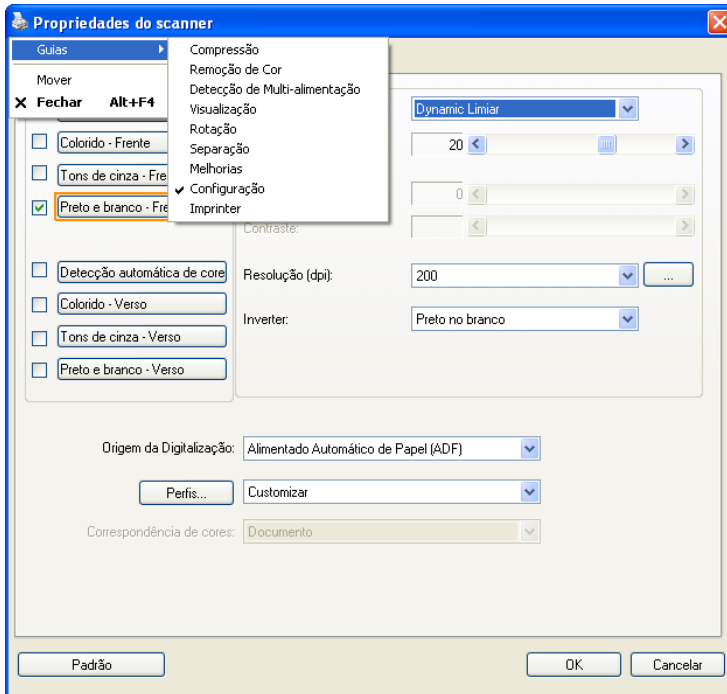 Propriedades do scanner
Guias
Mover
Fechar Alt+F4
Compressão
Remoção de Cor
Detecção de Multi-alimentação
Visualização
Rotação
Separação
Melhorias
Configuração
Imprinter
Colorido - Frente
Tons de cinza - Fre
Preto e branco - Fre
Detecção automática de core
Colorido - Verso
Tons de cinza - Verso
Preto e branco - Verso
Dynamic Limiar
20
0
Contraste:
Resolução (dpi): 200 ...
Inverter: Preto no branco
Origem da Digitalização: Alimentado Automático de Papel (ADF)
Perfis... Customizar
Correspondência de cores: Documento
Padrão OK Cancelar